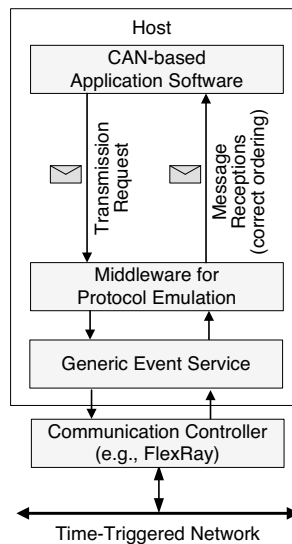 Host
CAN-based
Application Software
Transmission
Request
Message
Receptions
(correct ordering)
Middleware for
Protocol Emulation
Generic Event Service
Communication Controller
(e.g., FlexRay)
Time-Triggered Network